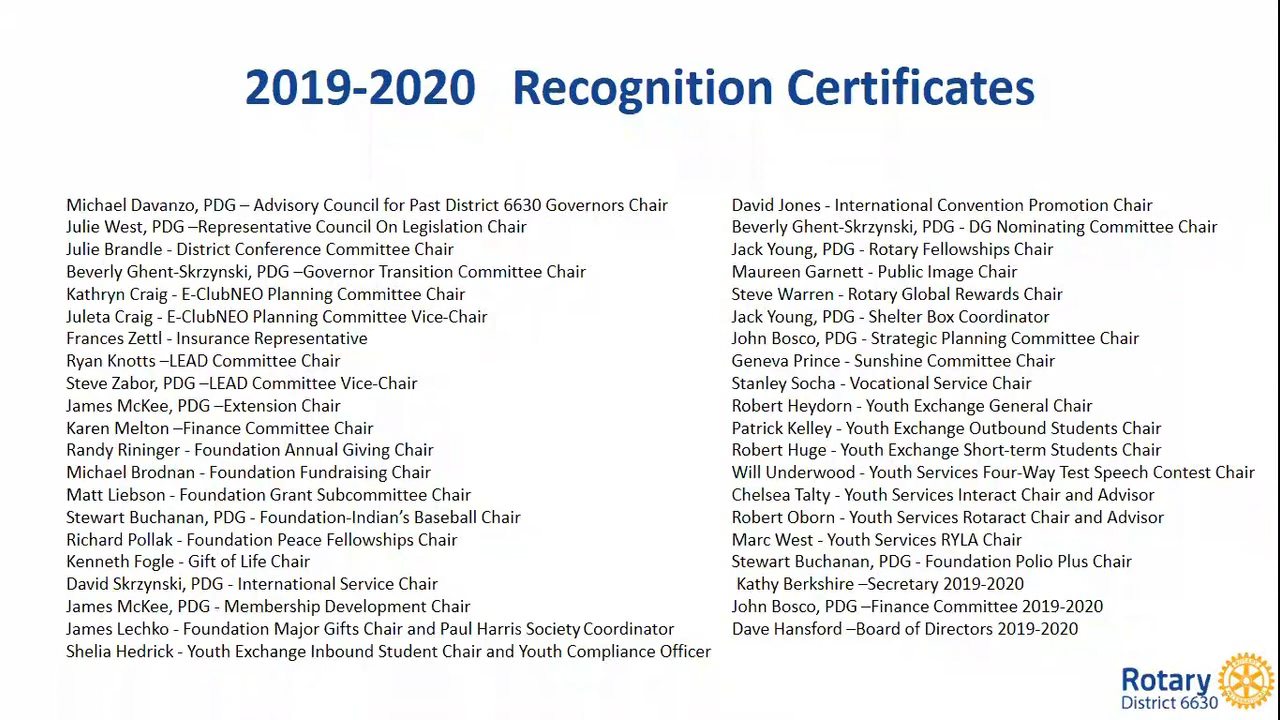 2019-2020 Recognition Certificates
Michael Davanzo, PDG – Advisory Council for Past District 6630 Governors Chair
Julie West, PDG –Representative Council On Legislation Chair
Julie Brandle - District Conference Committee Chair
Beverly Ghent-Skrzynski, PDG –Governor Transition Committee Chair
Kathryn Craig - E-ClubNEO Planning Committee Chair
Juleta Craig - E-ClubNEO Planning Committee Vice-Chair
Frances Zettl - Insurance Representative
Ryan Knotts –LEAD Committee Chair
Steve Zabor, PDG –LEAD Committee Vice-Chair
James McKee, PDG –Extension Chair
Karen Melton –Finance Committee Chair
Randy Rininger - Foundation Annual Giving Chair
Michael Brodnan - Foundation Fundraising Chair
Matt Liebson - Foundation Grant Subcommittee Chair
Stewart Buchanan, PDG - Foundation-Indian’s Baseball Chair
Richard Pollak - Foundation Peace Fellowships Chair
Kenneth Fogle - Gift of Life Chair
David Skrzynski, PDG - International Service Chair
James McKee, PDG - Membership Development Chair
James Lechko - Foundation Major Gifts Chair and Paul Harris Society Coordinator
Shelia Hedrick - Youth Exchange Inbound Student Chair and Youth Compliance Officer
David Jones - International Convention Promotion Chair
Beverly Ghent-Skrzynski, PDG - DG Nominating Committee Chair
Jack Young, PDG - Rotary Fellowships Chair
Maureen Garnett - Public Image Chair
Steve Warren - Rotary Global Rewards Chair
Jack Young, PDG - Shelter Box Coordinator
John Bosco, PDG - Strategic Planning Committee Chair
Geneva Prince - Sunshine Committee Chair
Stanley Socha - Vocational Service Chair
Robert Heydorn - Youth Exchange General Chair
Patrick Kelley - Youth Exchange Outbound Students Chair
Robert Huge - Youth Exchange Short-term Students Chair
Will Underwood - Youth Services Four-Way Test Speech Contest Chair
Chelsea Talty - Youth Services Interact Chair and Advisor
Robert Oborn - Youth Services Rotaract Chair and Advisor
Marc West - Youth Services RYLA Chair
Stewart Buchanan, PDG - Foundation Polio Plus Chair
Kathy Berkshire –Secretary 2019-2020
John Bosco, PDG –Finance Committee 2019-2020
Dave Hansford –Board of Directors 2019-2020
Rotary
District 6630